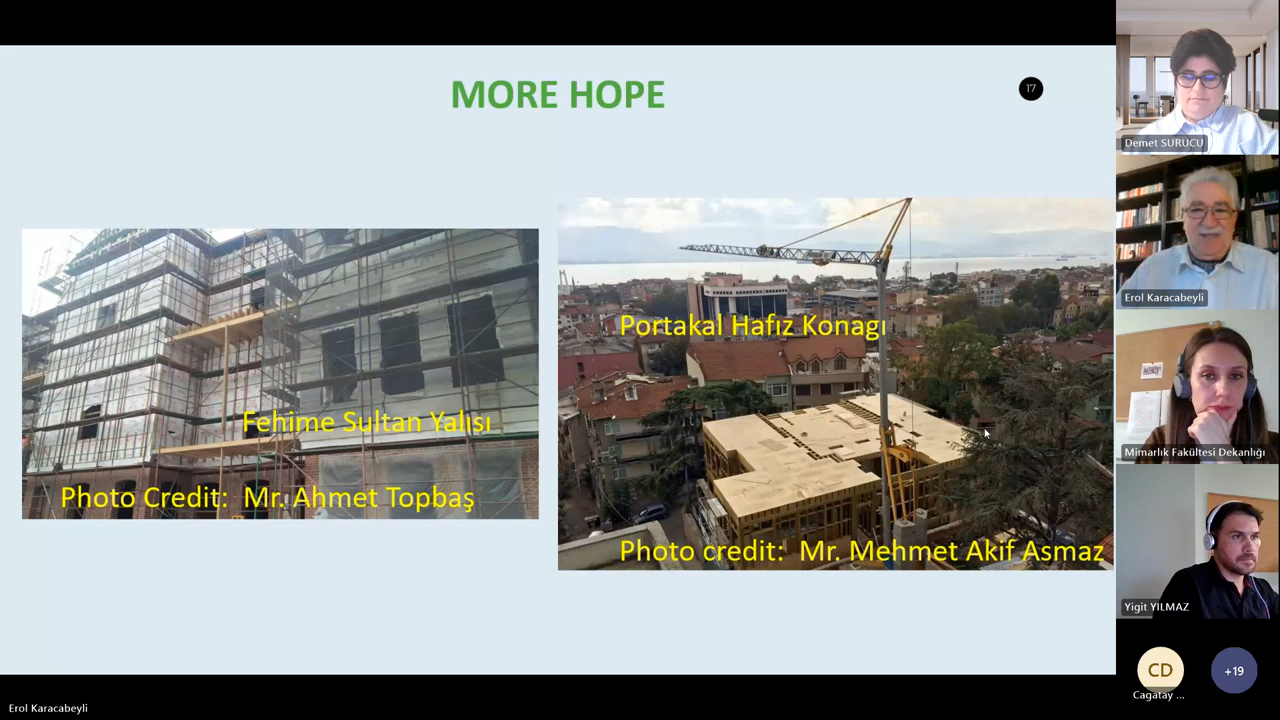 MORE HOPE
17
Fehime Sultan Yalısı
Photo Credit: Mr. Ahmet Topbaş
Portakal Hafız Konagı
Photo credit: Mr. Mehmet Akif Asmaz
Demet SURUCU
Erol Karacabeyli
Mimarlık Fakültesi Dekanlığı
Yigit YILMAZ
CD
Cagatay ...
+19
Erol Karacabeyli